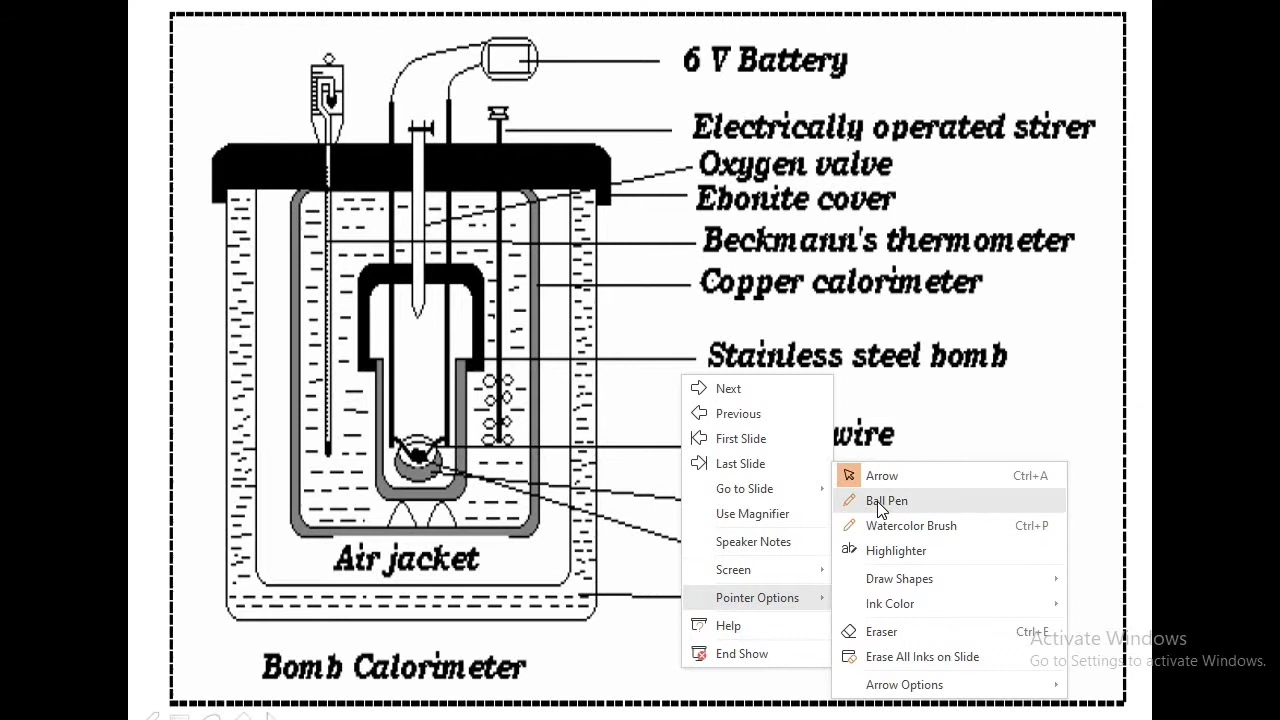 6 V Battery
Electrically operated stirer
Oxygen valve
Ebonite cover
Beckmann's thermometer
Copper calorimeter
Stainless steel bomb
wire
Air jacket
Bomb Calorimeter
Next
Previous
First Slide
Last Slide
Go to Slide
Use Magnifier
Speaker Notes
Screen
Pointer Options
Help
End Show
Arrow Ctrl+A
Ball Pen
Watercolor Brush Ctrl+P
Highlighter
Draw Shapes
Ink Color
Eraser Ctrl+E
Erase All Inks on Slide
Arrow Options
Activate Windows
Go to Settings to activate Windows.